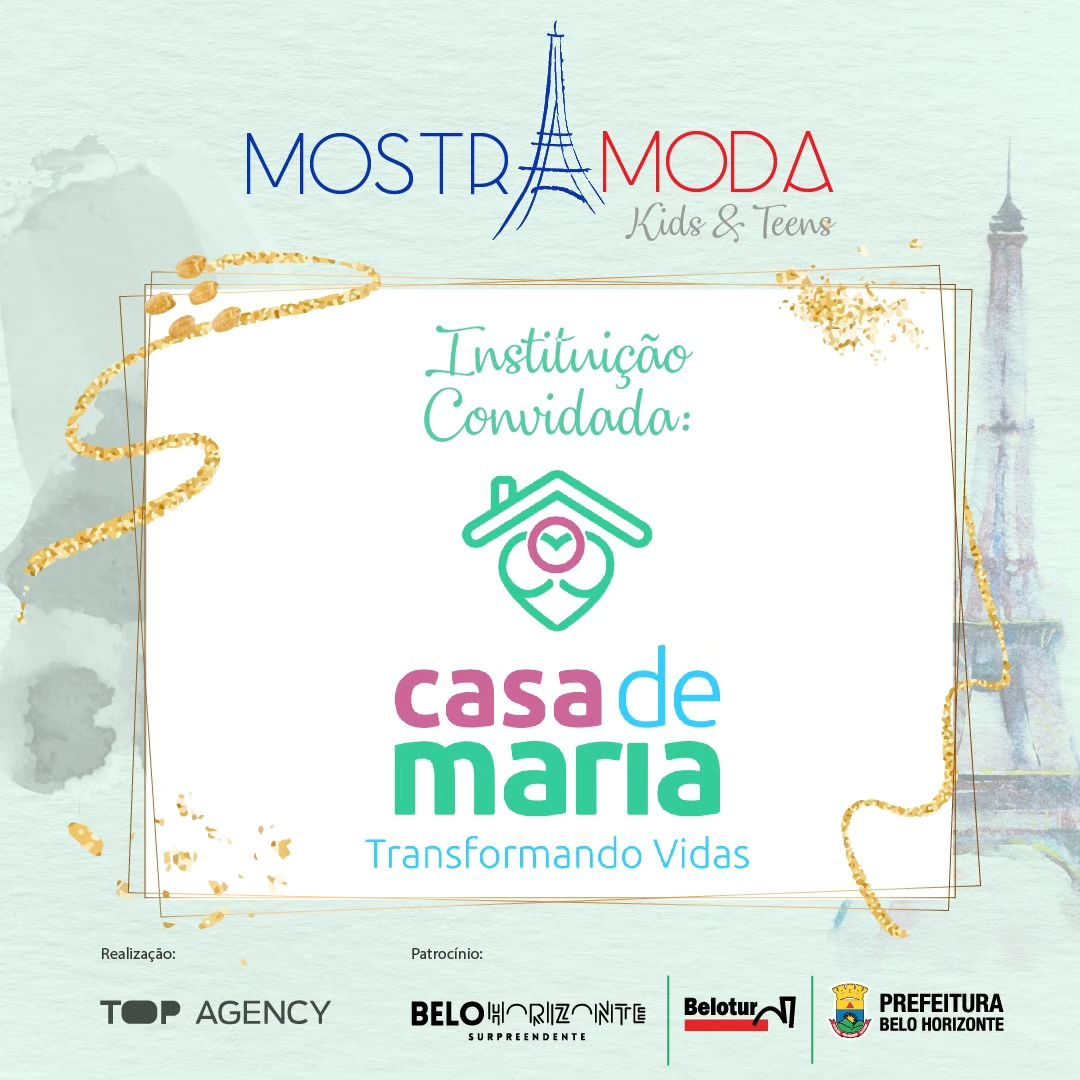 MOSTRA MODA
Kids & Teens
Instituição
Convidada:
casa de
maria
Transformando Vidas
Realização:
Patrocínio:
TOP AGENCY
BELO HORIZONTE
SURPREENDENTE
Belotur
PREFEITURA
BELO HORIZONTE